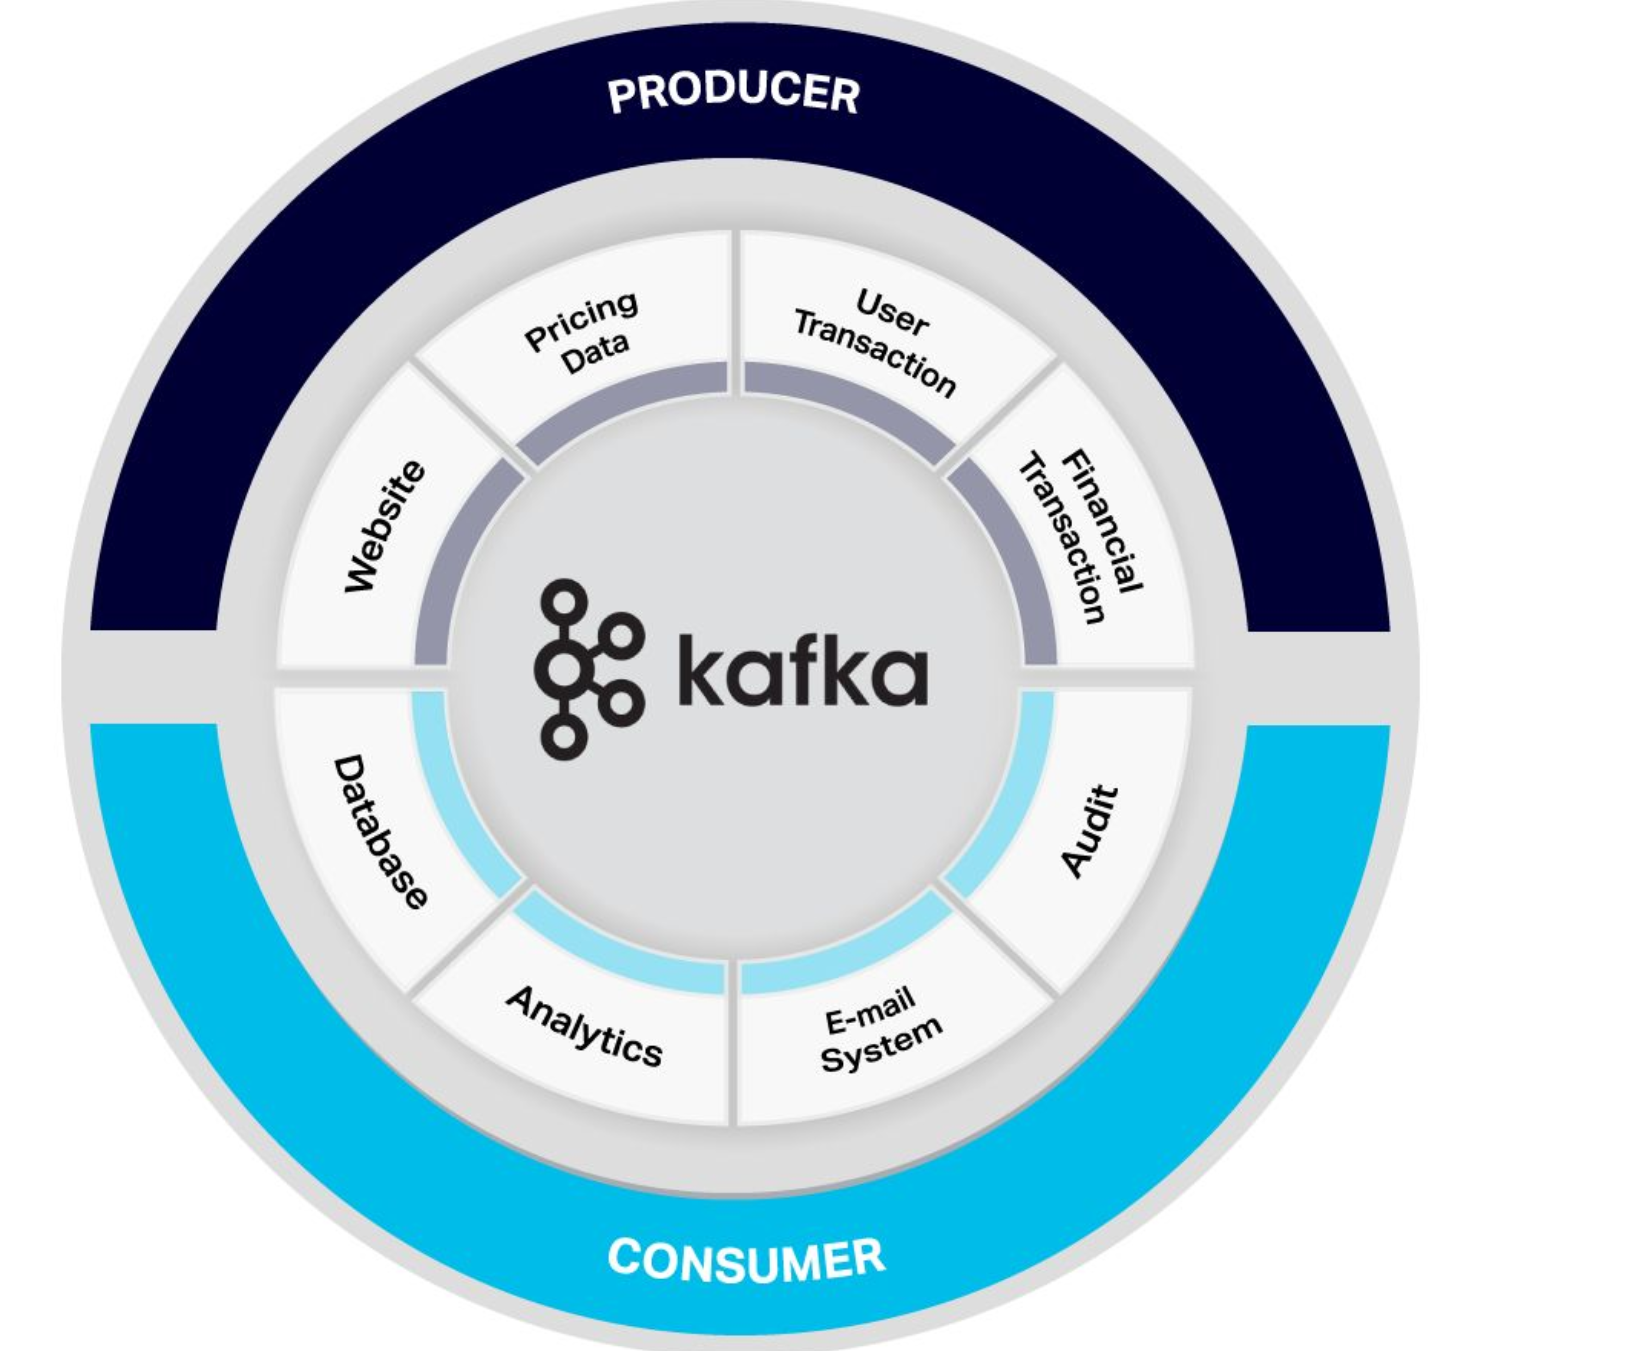 PRODUCER
Pricing
Data
User
Transaction
Website
Financial
Transaction
kafka
Database
Audit
Analytics
E-mail
System
CONSUMER